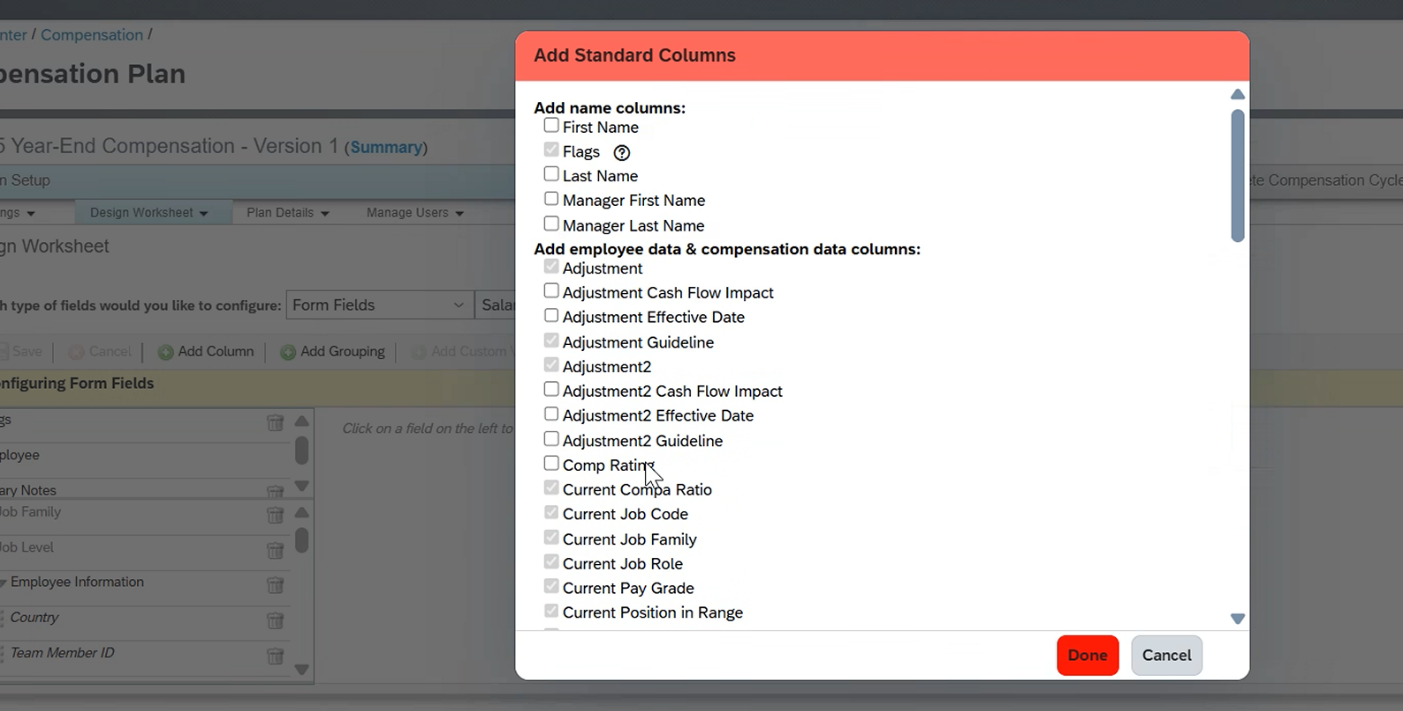 nter / Compensation /
pensation Plan
5 Year-End Compensation - Version 1 (Summary)
n Setup
ete Compensation Cycle
ngs
Design Worksheet
Plan Details
Manage Users
gn Worksheet
h type of fields would you like to configure:
Form Fields
Sala
Save
Cancel
Add Column
Add Grouping
Add Custom
nfiguring Form Fields
gs
ployee
ary Notes
Job Family
Job Level
Employee Information
Country
Team Member ID
Click on a field on the left to
Add Standard Columns
Add name columns:
First Name
Flags ?
Last Name
Manager First Name
Manager Last Name
Add employee data & compensation data columns:
Adjustment
Adjustment Cash Flow Impact
Adjustment Effective Date
Adjustment Guideline
Adjustment2
Adjustment2 Cash Flow Impact
Adjustment2 Effective Date
Adjustment2 Guideline
Comp Rating
Current Compa Ratio
Current Job Code
Current Job Family
Current Job Role
Current Pay Grade
Current Position in Range
Done
Cancel